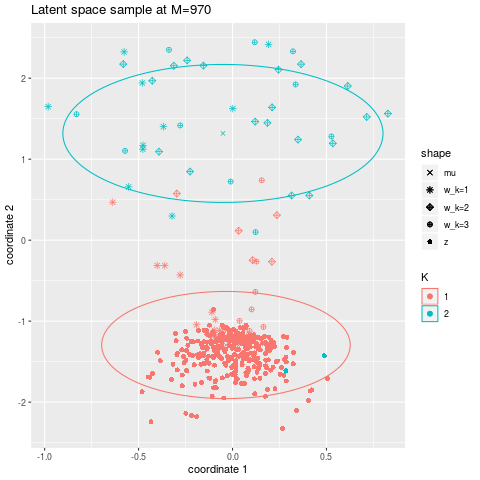 Latent space sample at M=970
coordinate 2
2
1
0
-1
-2
-1.0
-0.5
0.0
0.5
coordinate 1
shape
mu
w_k=1
w_k=2
w_k=3
z
K
1
2